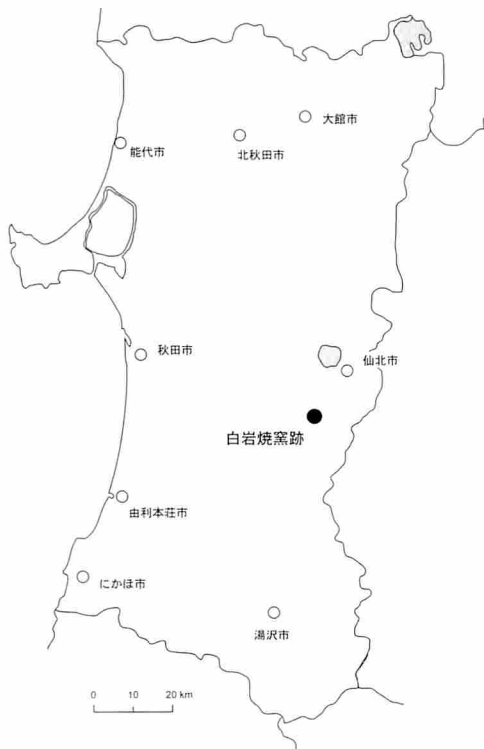 大館市
北秋田市
能代市
秋田市
仙北市
白岩焼窯跡
由利本荘市
にかほ市
湯沢市
0 10 20 km